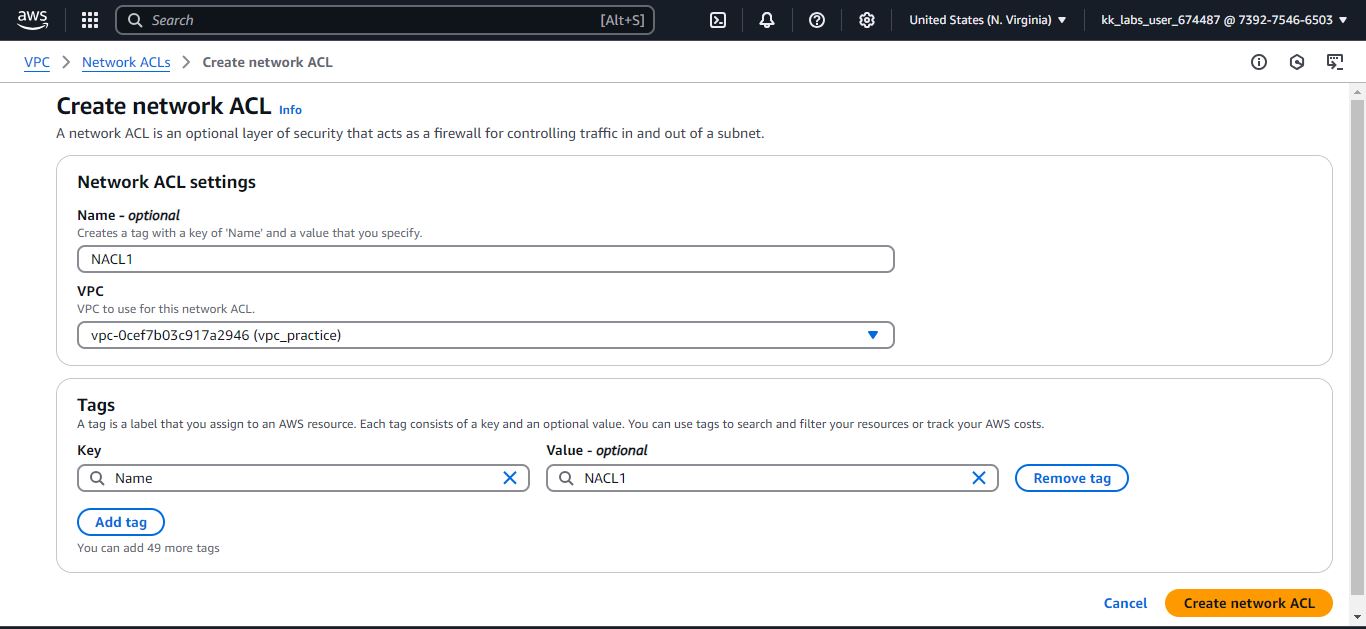 aws
Search [Alt+S] United States (N. Virginia) kk_labs_user_674487 @ 7392-7546-6503
VPC Network ACLs Create network ACL
Create network ACL Info
A network ACL is an optional layer of security that acts as a firewall for controlling traffic in and out of a subnet.
Network ACL settings
Name - optional
Creates a tag with a key of 'Name' and a value that you specify.
NACL1
VPC
VPC to use for this network ACL.
vpc-0cef7b03c917a2946 (vpc_practice)
Tags
A tag is a label that you assign to an AWS resource. Each tag consists of a key and an optional value. You can use tags to search and filter your resources or track your AWS costs.
Key Value - optional
Name NACL1 Remove tag
Add tag
You can add 49 more tags
Cancel Create network ACL